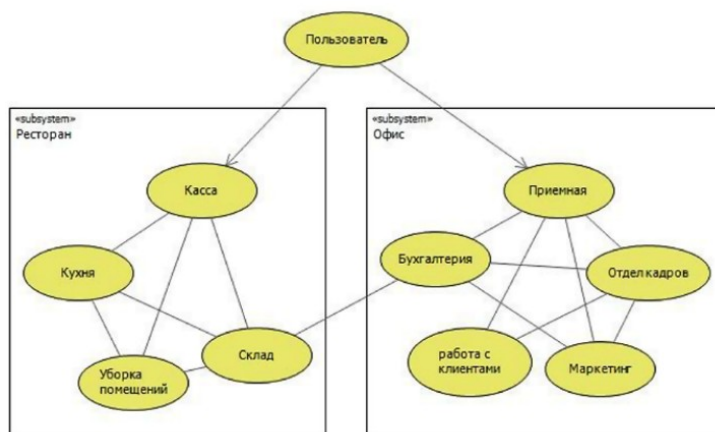 Пользователь
«subsystem»
Ресторан
Касса
Кухня
Склад
Уборка
помещений
«subsystem»
Офис
Приемная
Бухгалтерия
Отдел кадров
работа с
клиентами
Маркетинг